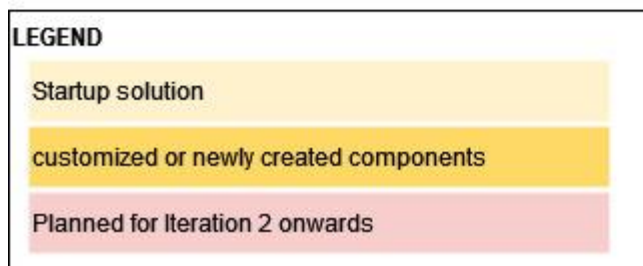 LEGEND
Startup solution
customized or newly created components
Planned for Iteration 2 onwards